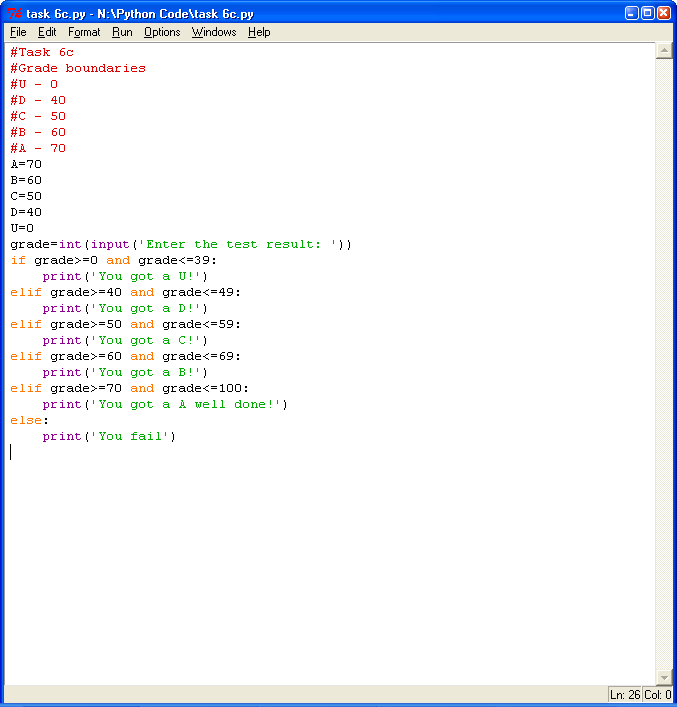 task 6c.py - N:\Python Code\task 6c.py
File Edit Format Run Options Windows Help
#Task 6c
#Grade boundaries
#U - 0
#D - 40
#C - 50
#B - 60
#A - 70
A=70
B=60
C=50
D=40
U=0
grade=int(input('Enter the test result: '))
if grade>=0 and grade<=39:
    print('You got a U!')
elif grade>=40 and grade<=49:
    print('You got a D!')
elif grade>=50 and grade<=59:
    print('You got a C!')
elif grade>=60 and grade<=69:
    print('You got a B!')
elif grade>=70 and grade<=100:
    print('You got a A well done!')
else:
    print('You fail')
Ln: 26 Col: 0